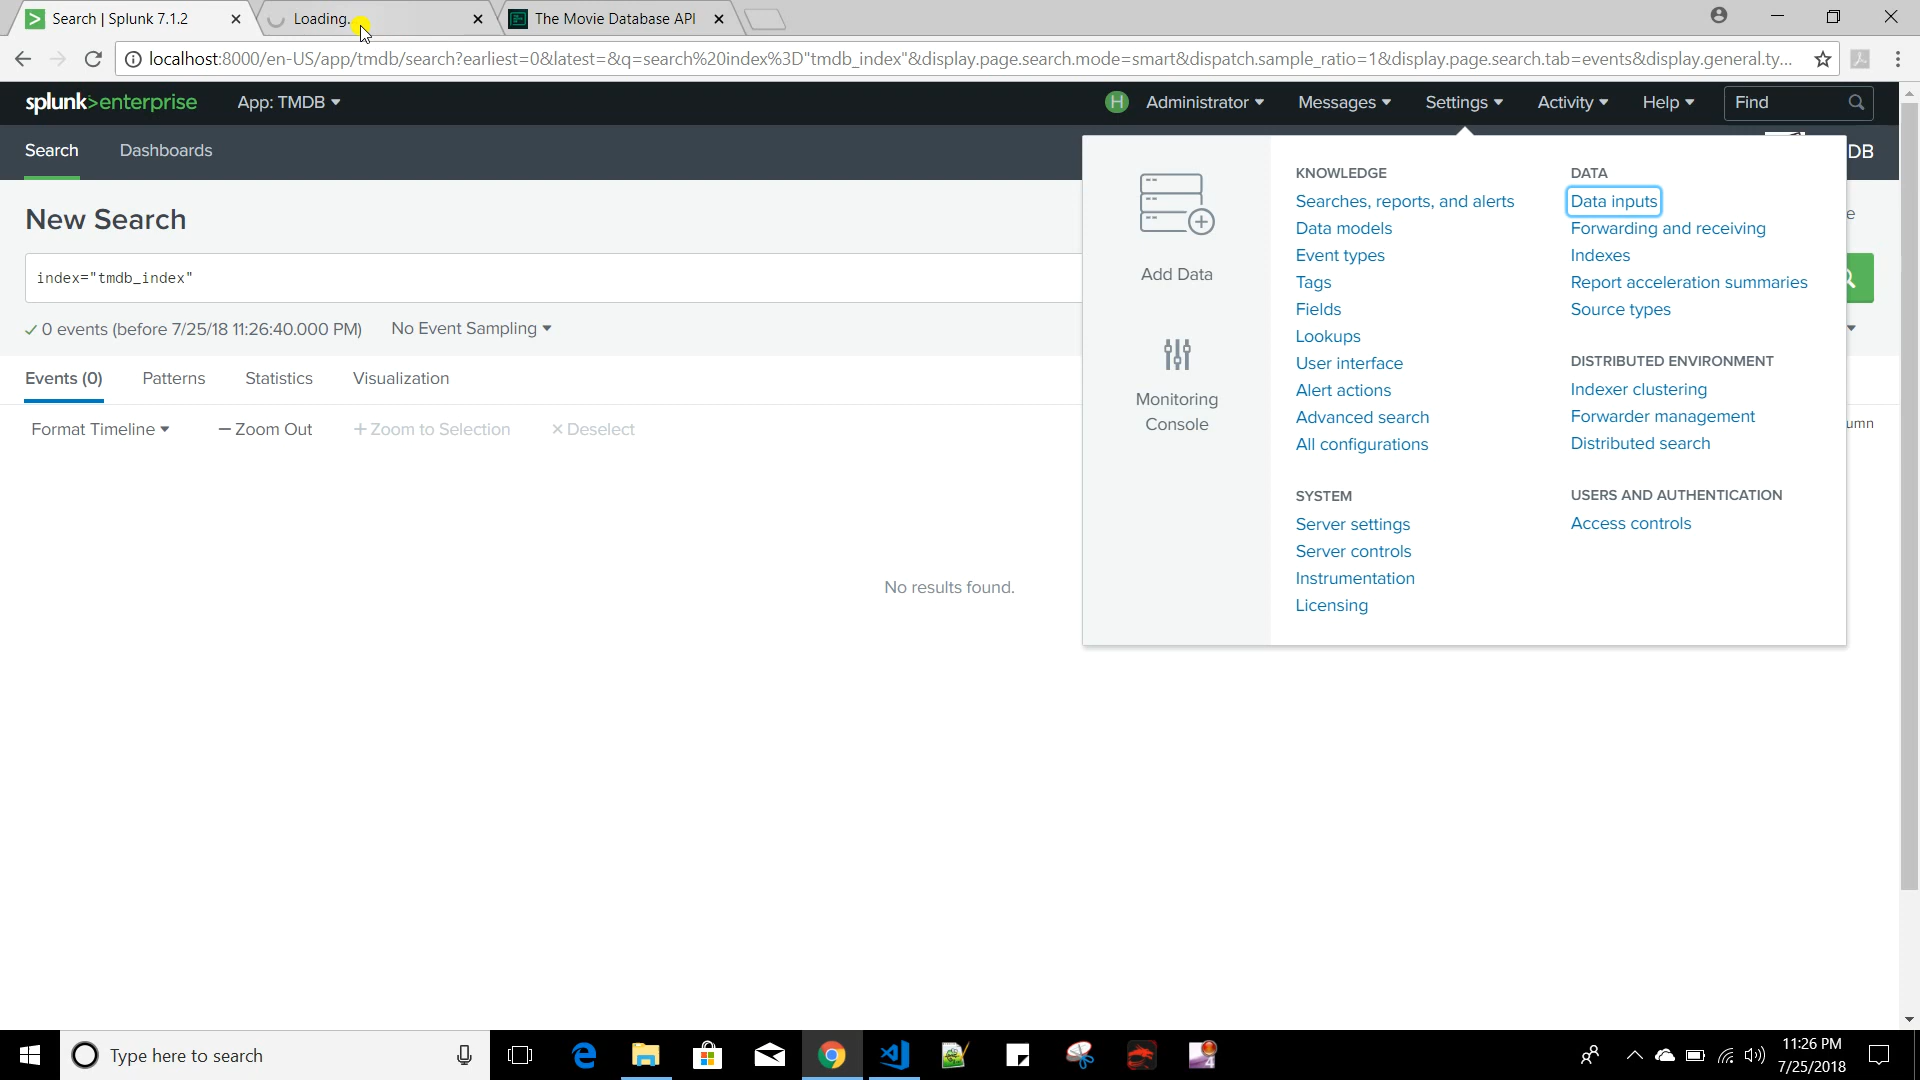 Search | Splunk 7.1.2
Loading...
The Movie Database API
localhost:8000/en-US/app/tmdb/search?earliest=0&latest=&q=search%20index%3D"tmdb_index"&display.page.search.mode=smart&dispatch.sample_ratio=1&display.page.search.tab=events&display.general.ty...
splunk>enterprise App: TMDB
H Administrator Messages Settings Activity Help Find
Search Dashboards
DB
New Search
index="tmdb_index"
✓ 0 events (before 7/25/18 11:26:40.000 PM) No Event Sampling
Events (0) Patterns Statistics Visualization
Format Timeline — Zoom Out + Zoom to Selection × Deselect
umn
No results found.
Add Data
Monitoring
Console
KNOWLEDGE
Searches, reports, and alerts
Data models
Event types
Tags
Fields
Lookups
User interface
Alert actions
Advanced search
All configurations
SYSTEM
Server settings
Server controls
Instrumentation
Licensing
DATA
Data inputs
Forwarding and receiving
Indexes
Report acceleration summaries
Source types
DISTRIBUTED ENVIRONMENT
Indexer clustering
Forwarder management
Distributed search
USERS AND AUTHENTICATION
Access controls
e
Type here to search
11:26 PM
7/25/2018